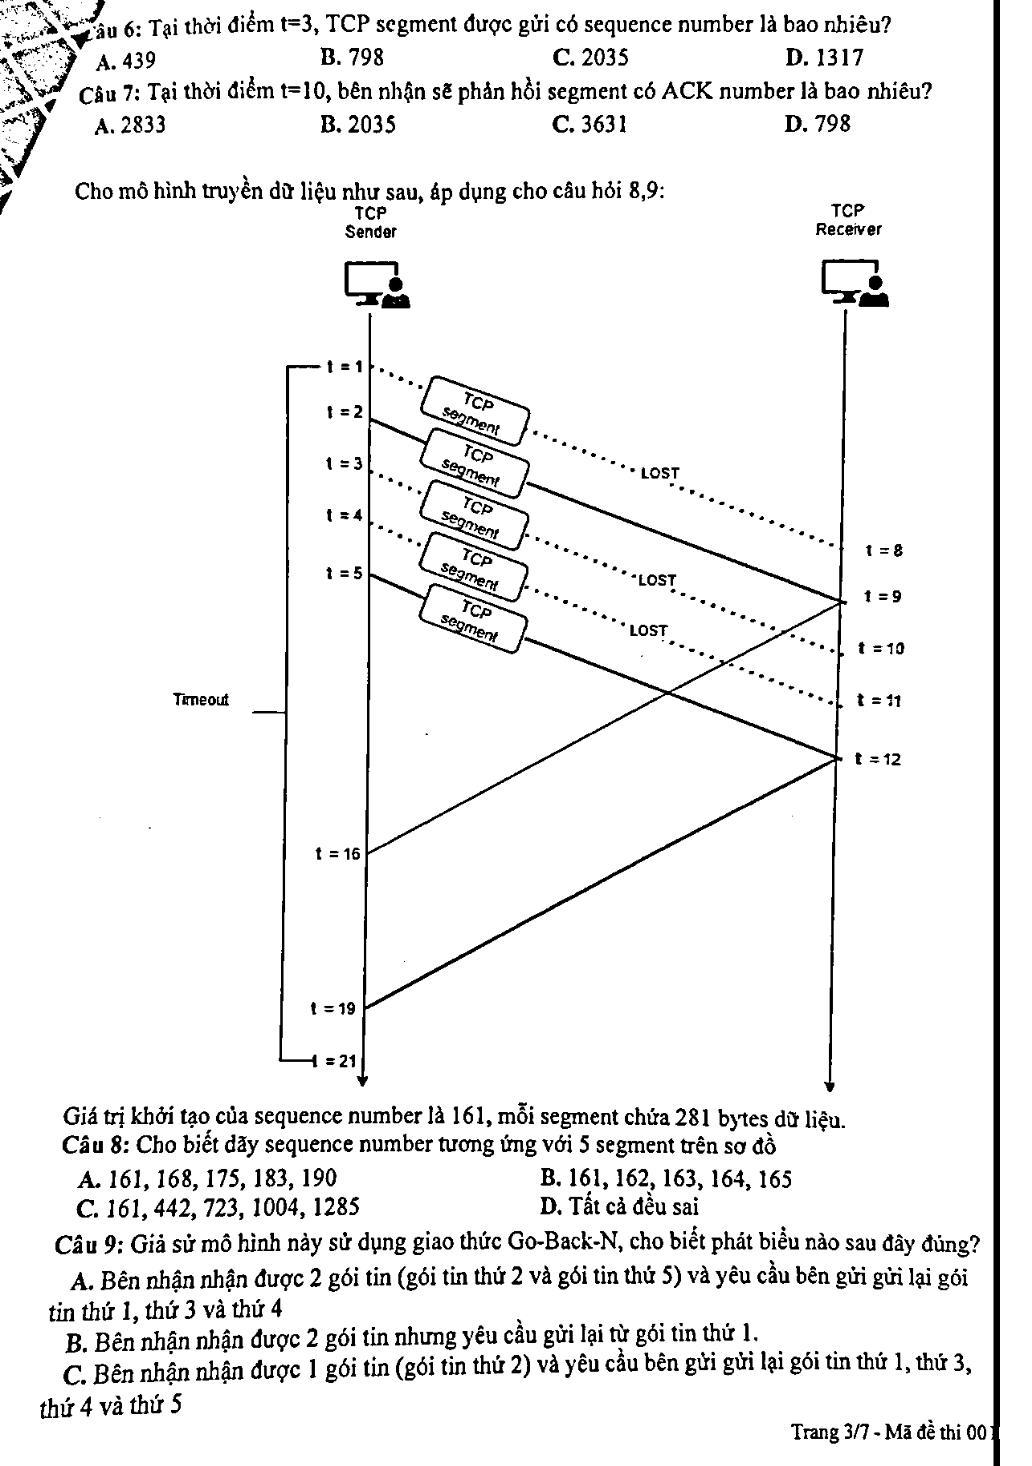 Câu 6: Tại thời điểm t=3, TCP segment được gửi có sequence number là bao nhiêu?
A. 439 B. 798 C. 2035 D. 1317
Câu 7: Tại thời điểm t=10, bên nhận sẽ phản hồi segment có ACK number là bao nhiêu?
A. 2833 B. 2035 C. 3631 D. 798
Cho mô hình truyền dữ liệu như sau, áp dụng cho câu hỏi 8,9:
TCP
Sender
TCP
Receiver
t = 1
TCP
segment
t = 2
TCP
segment
LOST
t = 3
TCP
segment
t = 4
TCP
segment
t = 8
t = 5
LOST
t = 9
TCP
segment
LOST
t = 10
Timeout
t = 11
t = 12
t = 16
t = 19
t = 21
Giá trị khởi tạo của sequence number là 161, mỗi segment chứa 281 bytes dữ liệu.
Câu 8: Cho biết dãy sequence number tương ứng với 5 segment trên sơ đồ
A. 161, 168, 175, 183, 190 B. 161, 162, 163, 164, 165
C. 161, 442, 723, 1004, 1285 D. Tất cả đều sai
Câu 9: Giả sử mô hình này sử dụng giao thức Go-Back-N, cho biết phát biểu nào sau đây đúng?
A. Bên nhận nhận được 2 gói tin (gói tin thứ 2 và gói tin thứ 5) và yêu cầu bên gửi gửi lại gói
tin thứ 1, thứ 3 và thứ 4
B. Bên nhận nhận được 2 gói tin nhưng yêu cầu gửi lại từ gói tin thứ 1.
C. Bên nhận nhận được 1 gói tin (gói tin thứ 2) và yêu cầu bên gửi gửi lại gói tin thứ 1, thứ 3,
thứ 4 và thứ 5
Trang 3/7 - Mã đề thi 001